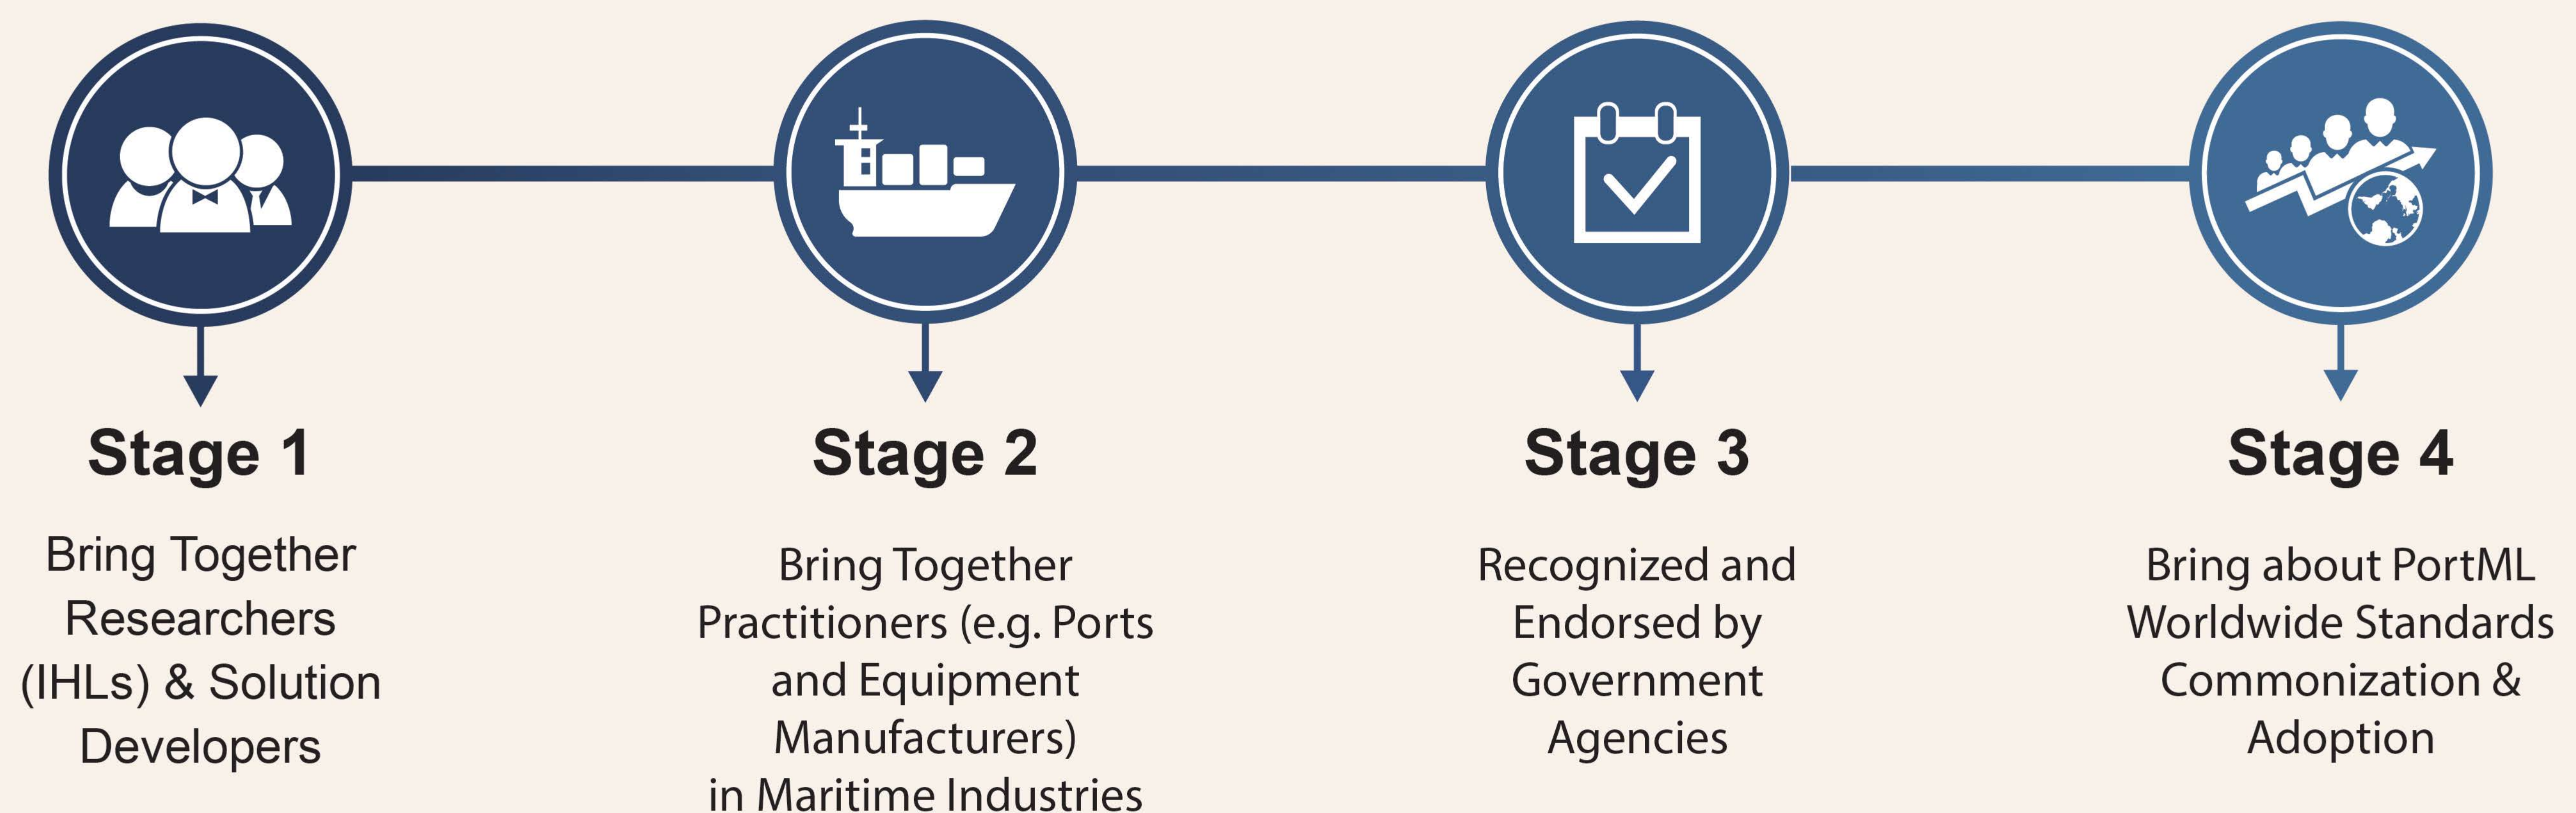 Stage 1
Bring Together
Researchers
(IHLs) & Solution
Developers
Stage 2
Bring Together
Practitioners (e.g. Ports
and Equipment
Manufacturers)
in Maritime Industries
Stage 3
Recognized and
Endorsed by
Government
Agencies
Stage 4
Bring about PortML
Worldwide Standards
Commonization &
Adoption